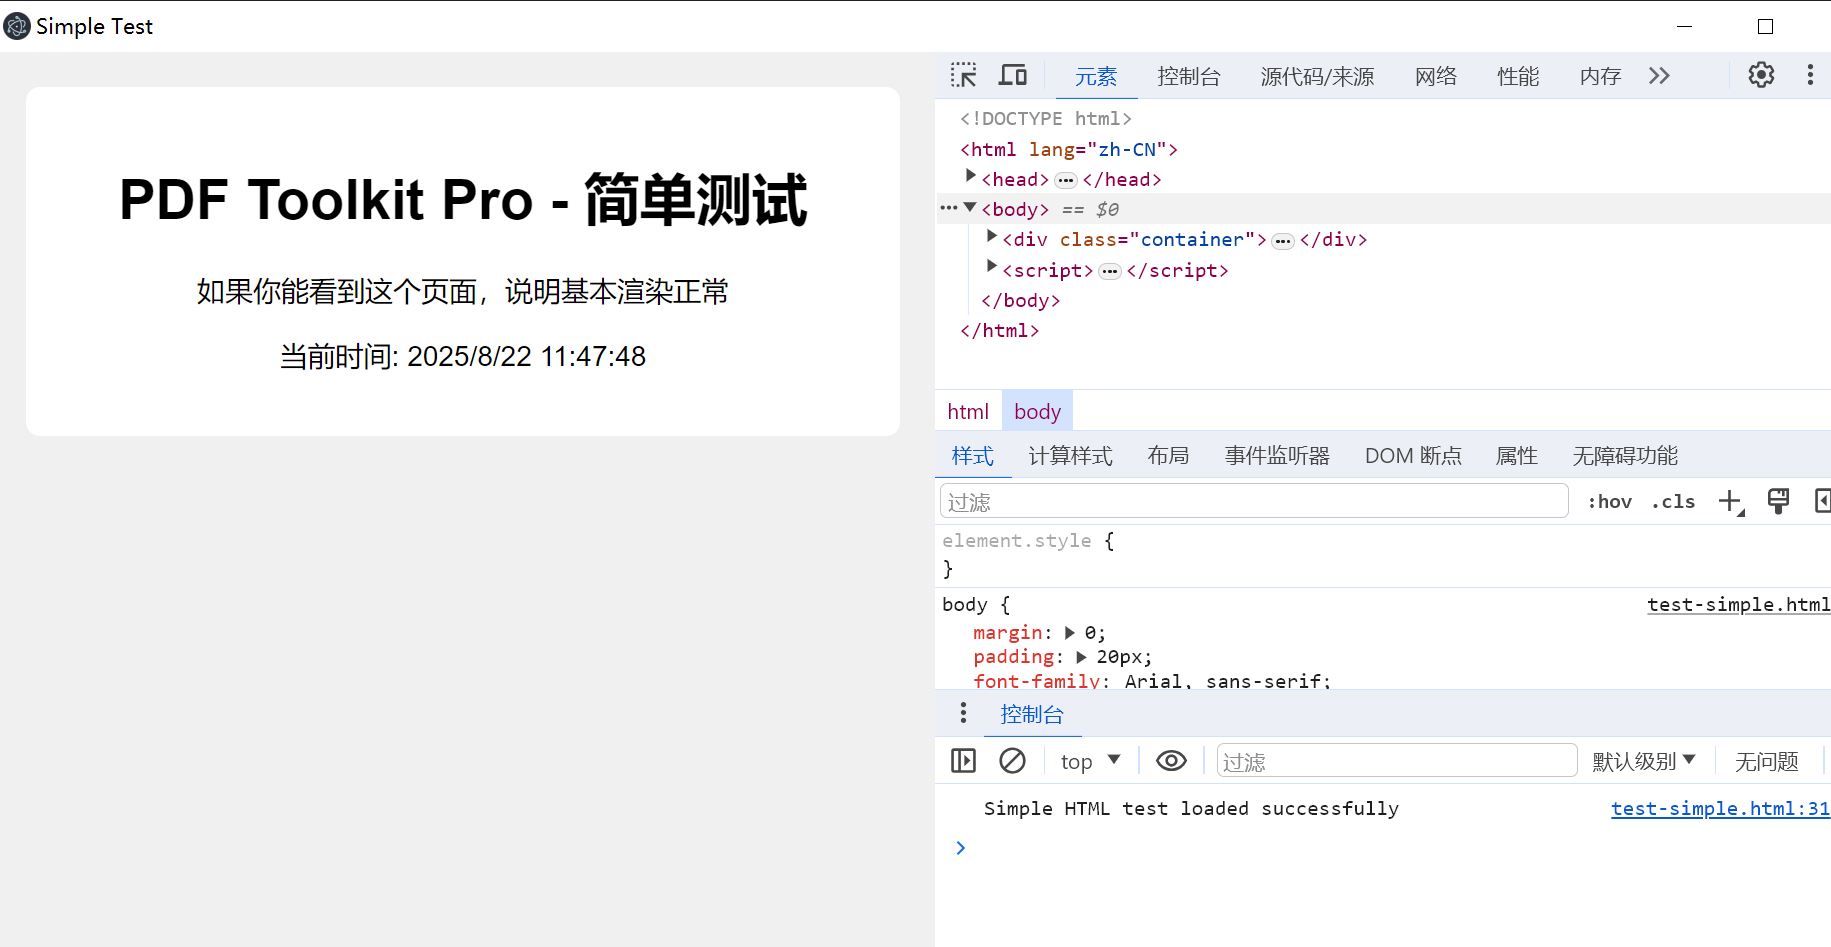 Simple Test
PDF Toolkit Pro - 简单测试
如果你能看到这个页面，说明基本渲染正常
当前时间: 2025/8/22 11:47:48
元素 控制台 源代码/来源 网络 性能 内存
<!DOCTYPE html>
<html lang="zh-CN">
<head> ••• </head>
••• <body> == $0
<div class="container"> ••• </div>
<script> ••• </script>
</body>
</html>
html body
样式 计算样式 布局 事件监听器 DOM 断点 属性 无障碍功能
过滤 :hov .cls
element.style {
}
body { test-simple.html
margin: 0;
padding: 20px;
font-family: Arial, sans-serif;
控制台
top 过滤 默认级别 无问题
Simple HTML test loaded successfully test-simple.html:31